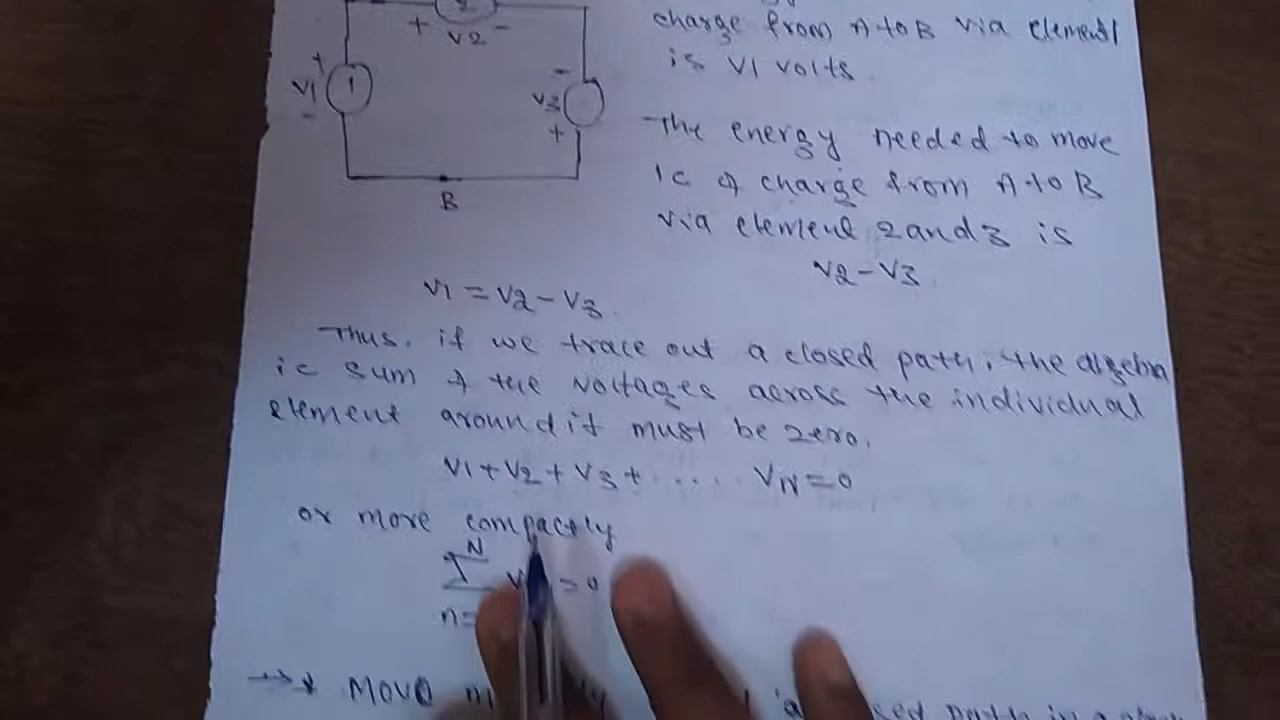 + V2 -
+
V1
1
-
-
V3
+
B
charge from A to B via element 1
is V1 volts
The energy needed to move
1C of charge from A to B
via element 2 and 3 is
V2 - V3
V1 = V2 - V3.
Thus, if we trace out a closed path, the algebra
ic sum of the voltages across the individual
element around it must be zero.
V1 + V2 + V3 + ..... VN = 0
or more compactly
N
∑ V = 0
n=
→ * Move